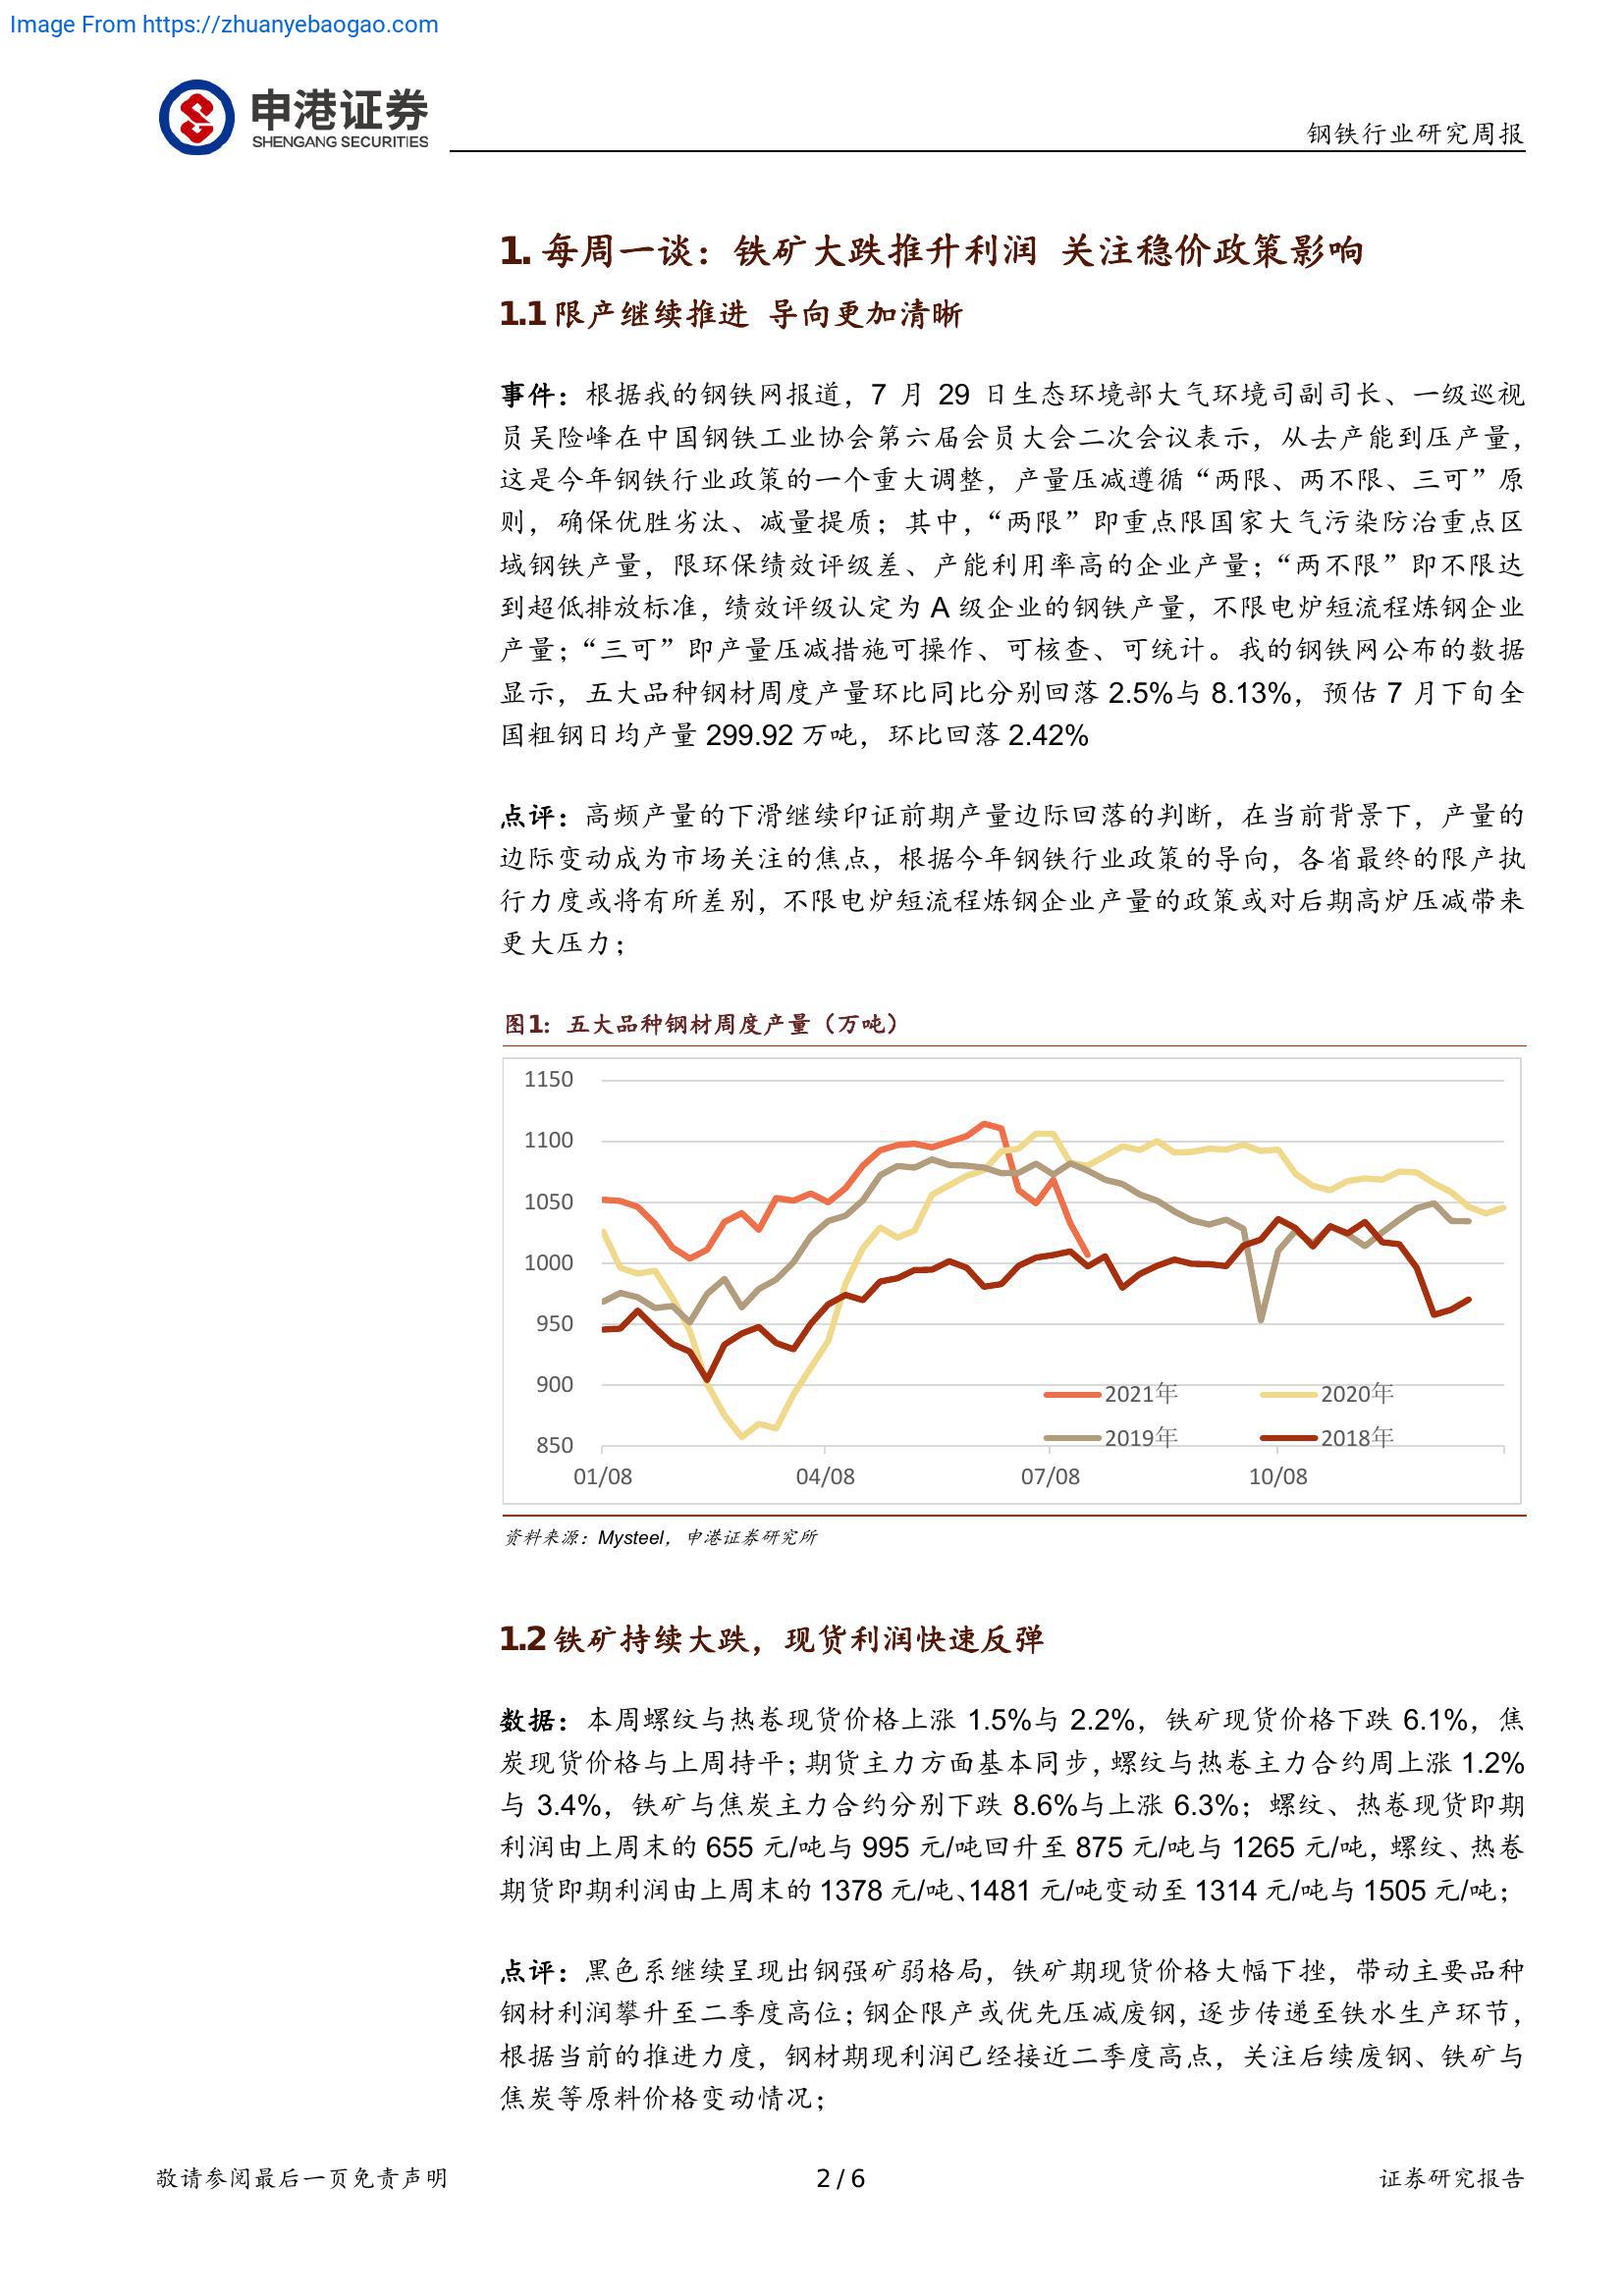 Image From https://zhuanyebaogao.com
申港证券
SHENGANG SECURITIES
钢铁行业研究周报
1. 每周一谈：铁矿大跌推升利润 关注稳价政策影响
1.1 限产继续推进 导向更加清晰
事件：根据我的钢铁网报道，7 月 29 日生态环境部大气环境司副司长、一级巡视
员吴险峰在中国钢铁工业协会第六届会员大会二次会议表示，从去产能到压产量，
这是今年钢铁行业政策的一个重大调整，产量压减遵循“两限、两不限、三可”原
则，确保优胜劣汰、减量提质；其中，“两限”即重点限国家大气污染防治重点区
域钢铁产量，限环保绩效评级差、产能利用率高的企业产量；“两不限”即不限达
到超低排放标准，绩效评级认定为 A 级企业的钢铁产量，不限电炉短流程炼钢企业
产量；“三可”即产量压减措施可操作、可核查、可统计。我的钢铁网公布的数据
显示，五大品种钢材周度产量环比同比分别回落 2.5%与 8.13%，预估 7 月下旬全
国粗钢日均产量 299.92 万吨，环比回落 2.42%
点评：高频产量的下滑继续印证前期产量边际回落的判断，在当前背景下，产量的
边际变动成为市场关注的焦点，根据今年钢铁行业政策的导向，各省最终的限产执
行力度或将有所差别，不限电炉短流程炼钢企业产量的政策或对后期高炉压减带来
更大压力；
图1：五大品种钢材周度产量（万吨）
1150
1100
1050
1000
950
900
850
2021年 2020年
2019年 2018年
01/08 04/08 07/08 10/08
资料来源：Mysteel，申港证券研究所
1.2 铁矿持续大跌，现货利润快速反弹
数据：本周螺纹与热卷现货价格上涨 1.5%与 2.2%，铁矿现货价格下跌 6.1%，焦
炭现货价格与上周持平；期货主力方面基本同步，螺纹与热卷主力合约周上涨 1.2%
与 3.4%，铁矿与焦炭主力合约分别下跌 8.6%与上涨 6.3%；螺纹、热卷现货即期
利润由上周末的 655 元/吨与 995 元/吨回升至 875 元/吨与 1265 元/吨，螺纹、热卷
期货即期利润由上周末的 1378 元/吨、1481 元/吨变动至 1314 元/吨与 1505 元/吨；
点评：黑色系继续呈现出钢强矿弱格局，铁矿期现货价格大幅下挫，带动主要品种
钢材利润攀升至二季度高位；钢企限产或优先压减废钢，逐步传递至铁水生产环节，
根据当前的推进力度，钢材期现利润已经接近二季度高点，关注后续废钢、铁矿与
焦炭等原料价格变动情况；
敬请参阅最后一页免责声明
2 / 6
证券研究报告